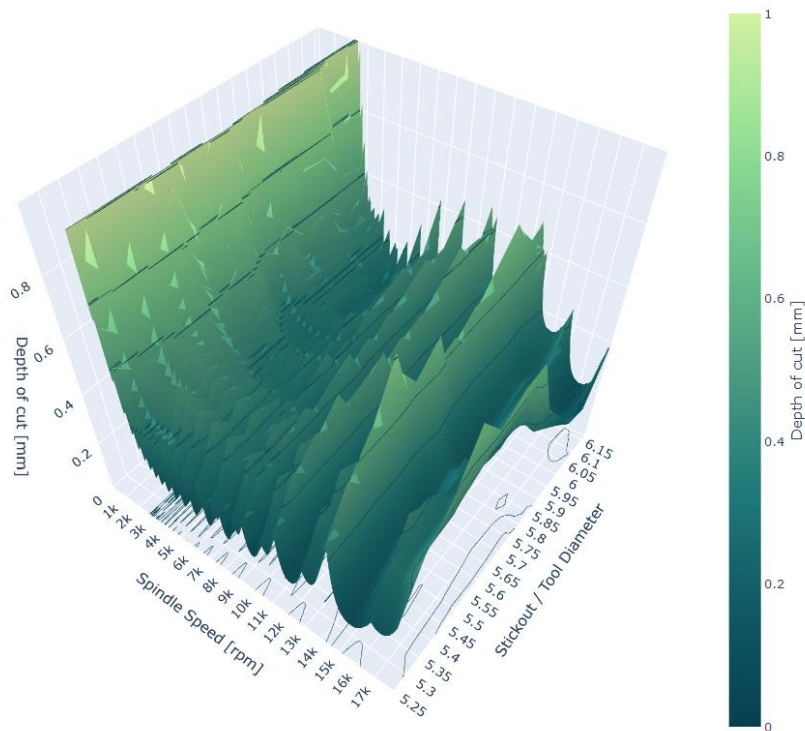 1
0.8
0.6
0.4
0.2
0
Depth of cut [mm]
0.8
0.6
0.4
0.2
Depth of cut [mm]
0
1k
2k
3k
4k
5k
6k
7k
8k
9k
10k
11k
12k
13k
14k
15k
16k
17k
Spindle Speed [rpm]
6.15
6.1
6.05
6
5.95
5.9
5.85
5.8
5.75
5.7
5.65
5.6
5.55
5.5
5.45
5.4
5.35
5.3
5.25
Stickout / Tool Diameter